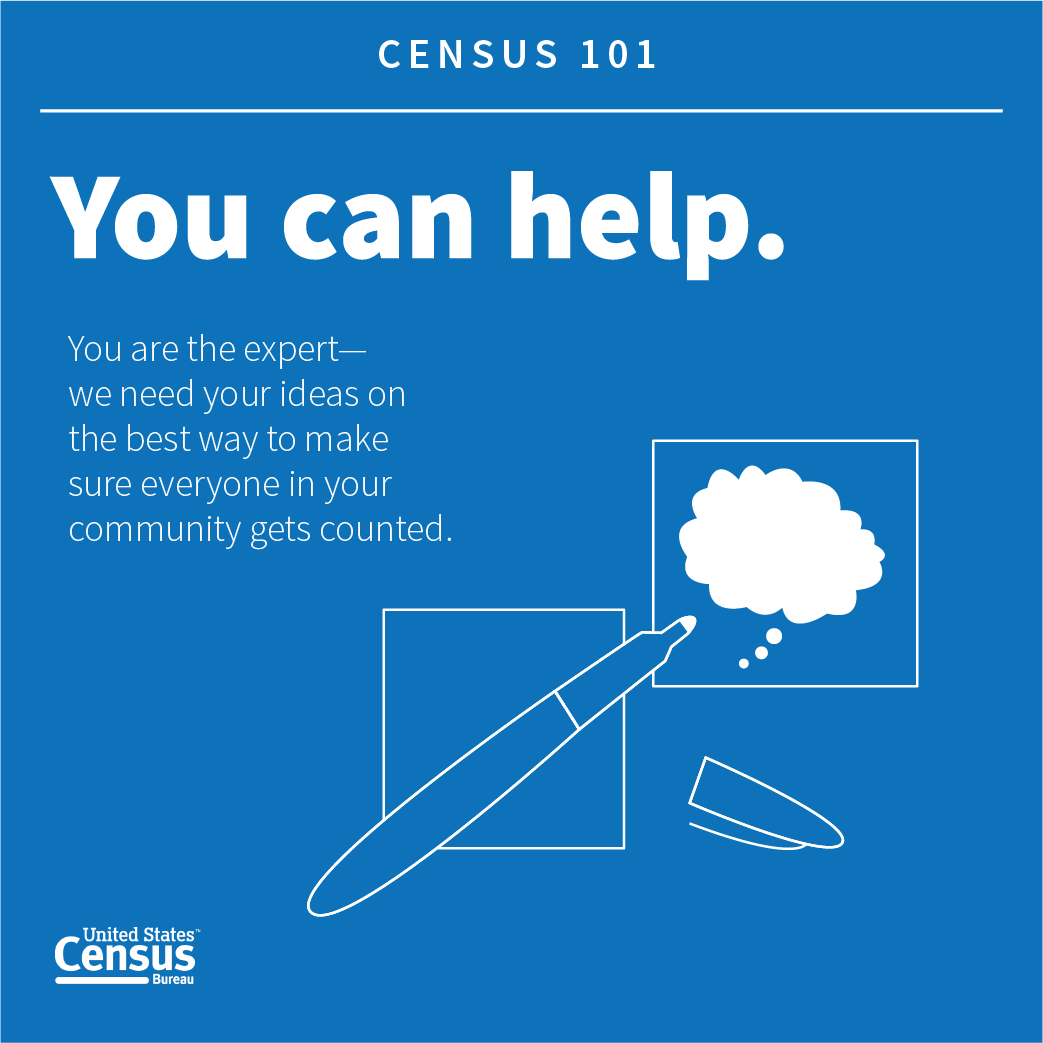 CENSUS 101
You can help.
You are the expert—
we need your ideas on
the best way to make
sure everyone in your
community gets counted.
United States™
Census
Bureau